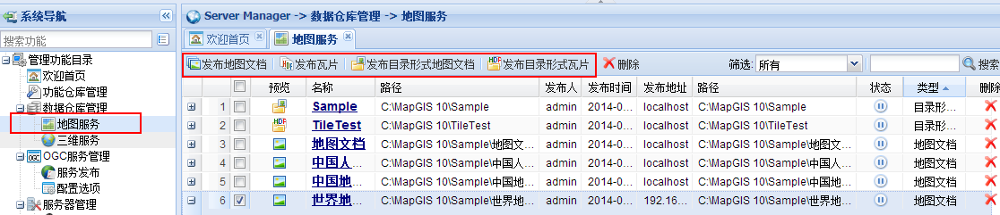 系统导航
搜索功能
管理功能目录
欢迎首页
功能仓库管理
数据仓库管理
地图服务
三维服务
OGC OGC服务管理
服务发布
配置选项
服务器管理
Server Manager -> 数据仓库管理 -> 地图服务
欢迎首页 地图服务
发布地图文档 HDF 发布瓦片 发布目录形式地图文档 HDF 发布目录形式瓦片 删除 筛选: 所有 搜索
预览 名称 路径 发布人 发布时间 发布地址 路径 状态 类型 删除
1 Sample C:\MapGIS 10\Sample admin 2014-0... localhost C:\MapGIS 10\Sample 目录形...
2 HDF TileTest C:\MapGIS 10\TileTest admin 2014-0... localhost C:\MapGIS 10\TileTest 目录形...
3 地图文档 C:\MapGIS 10\Sample\地图文... admin 2014-0... localhost C:\MapGIS 10\Sample\地图文... 地图文档
4 中国人... C:\MapGIS 10\Sample\中国人... admin 2014-0... localhost C:\MapGIS 10\Sample\中国人... 地图文档
5 中国地... C:\MapGIS 10\Sample\中国地... admin 2014-0... localhost C:\MapGIS 10\Sample\中国地... 地图文档
6 世界地... C:\MapGIS 10\Sample\世界地... admin 2014-0... 192.16... C:\MapGIS 10\Sample\世界地... 地图文档